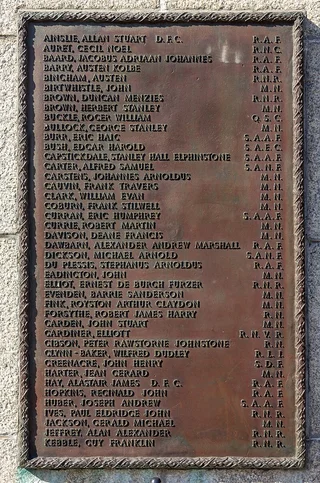 AINSLIE, ALLAN STUART D.F.C. R.A.F.
AURET, CECIL NOEL R.N.C.
BAARD, JACOBUS ADRIAAN JOHANNES R.A.F.
BARRY, AUSTEN KOLBE R.A.F.
BINGHAM, AUSTEN R.N.R.
BIRTWHISTLE, JOHN M.N.
BROWN, DUNCAN MENZIES R.N.R.
BROWN, HERBERT STANLEY M.N.
BUCKLE, ROGER WILLIAM Q.S.C.
BULLOCK, GEORGE STANLEY M.N.
BURR, ERIC HAIG S.A.A.F.
BUSH, EDGAR HAROLD S.A.E.C.
CAPSTICKDALE, STANLEY HALL ELPHINSTONE S.A.A.F.
CARTER, ALFRED SAMUEL S.A.N.F.
CARSTENS, JOHANNES ARNOLDUS M.N.
CAUVIN, FRANK TRAVERS M.N.
CLARK, WILLIAM EVAN M.N.
COBURN, FRANK STILWELL M.N.
CURRAN, ERIC HUMPHREY S.A.A.F.
CURRIE, ROBERT MARTIN M.N.
DAVISON, DEANE FRANCIS M.N.
DAWBARN, ALEXANDER ANDREW MARSHALL R.A.F.
DICKSON, MICHAEL ARNOLD S.A.N.F.
DU PLESSIS, STEPHANUS ARNOLDUS R.A.F.
EADINGTON, JOHN M.N.
ELLIOT, ERNEST DE BURGH FURZER R.N.R.
EVENDEN, BARRIE SANDERSON M.N.
FINK, ROYSTON ARTHUR CLAYDON M.N.
FORSYTHE, ROBERT JAMES HARRY R.N.
GARDEN, JOHN STUART M.N.
GARDINER, ELLIOTT R.N.V.R.
GIBSON, PETER RAWSTORNE JOHNSTONE R.N.
GLYNN-BAKER, WILFRED DUDLEY R.L.I.
GREENACRE, JOHN HENRY S.D.F.
HARTER, JEAN GERARD M.N.
HAY, ALASTAIR JAMES D.F.C. R.A.F.
HOPKINS, REGINALD JOHN R.A.F.
HUBER, JOSEPH ANDREW S.A.A.F.
IVES, PAUL ELDRIDGE JOHN R.N.R.
JACKSON, GERALD MICHAEL M.N.
JEFFREY, ALAN ALEXANDER R.N.R.
KEBBLE, GUY FRANKLIN R.N.R.